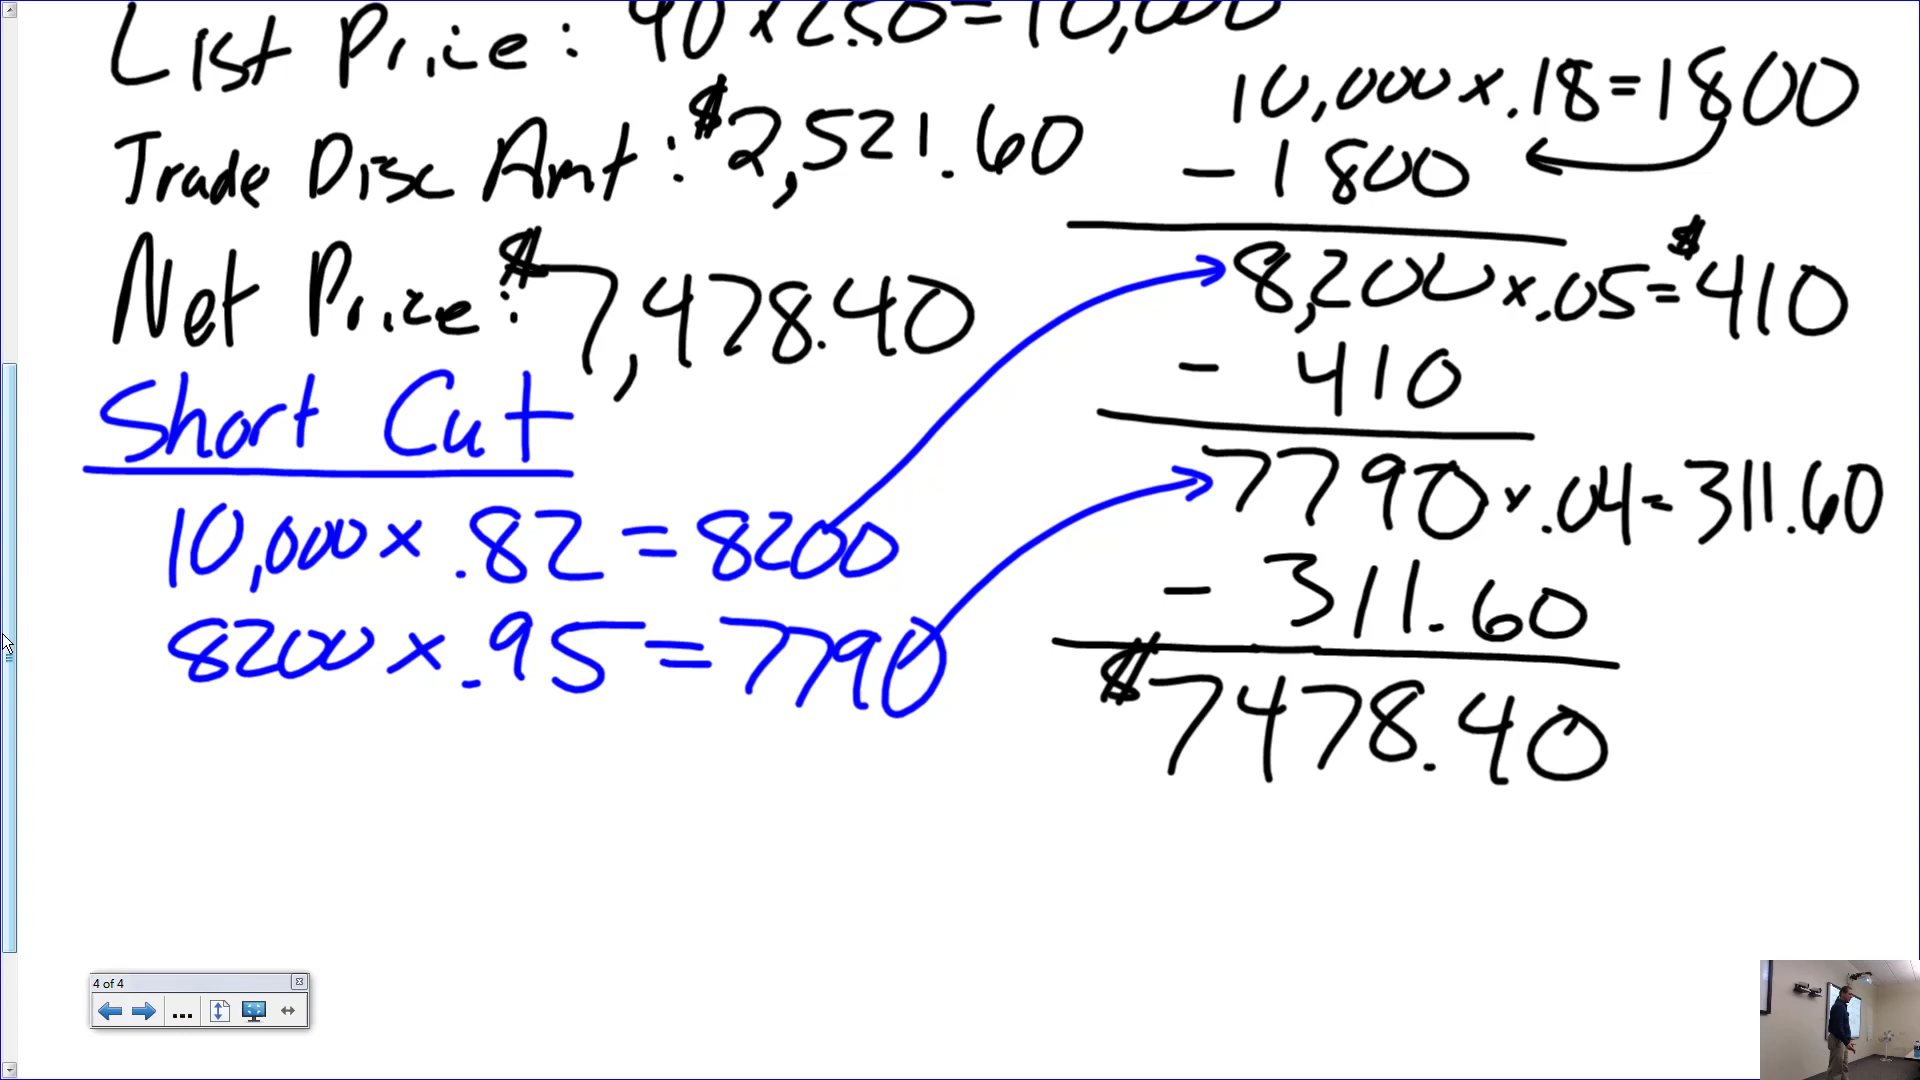 List Price: 40 x 250 = 10,000
Trade Disc Amt: $2,521.60
Net Price: $7,478.40
Short Cut
10,000 x .82 = 8200
8200 x .95 = 7790
10,000 x .18 = 1800
- 1800
8,200 x .05 = $410
- 410
7790 x .04 = 311.60
- 311.60
$7478.40
4 of 4
...